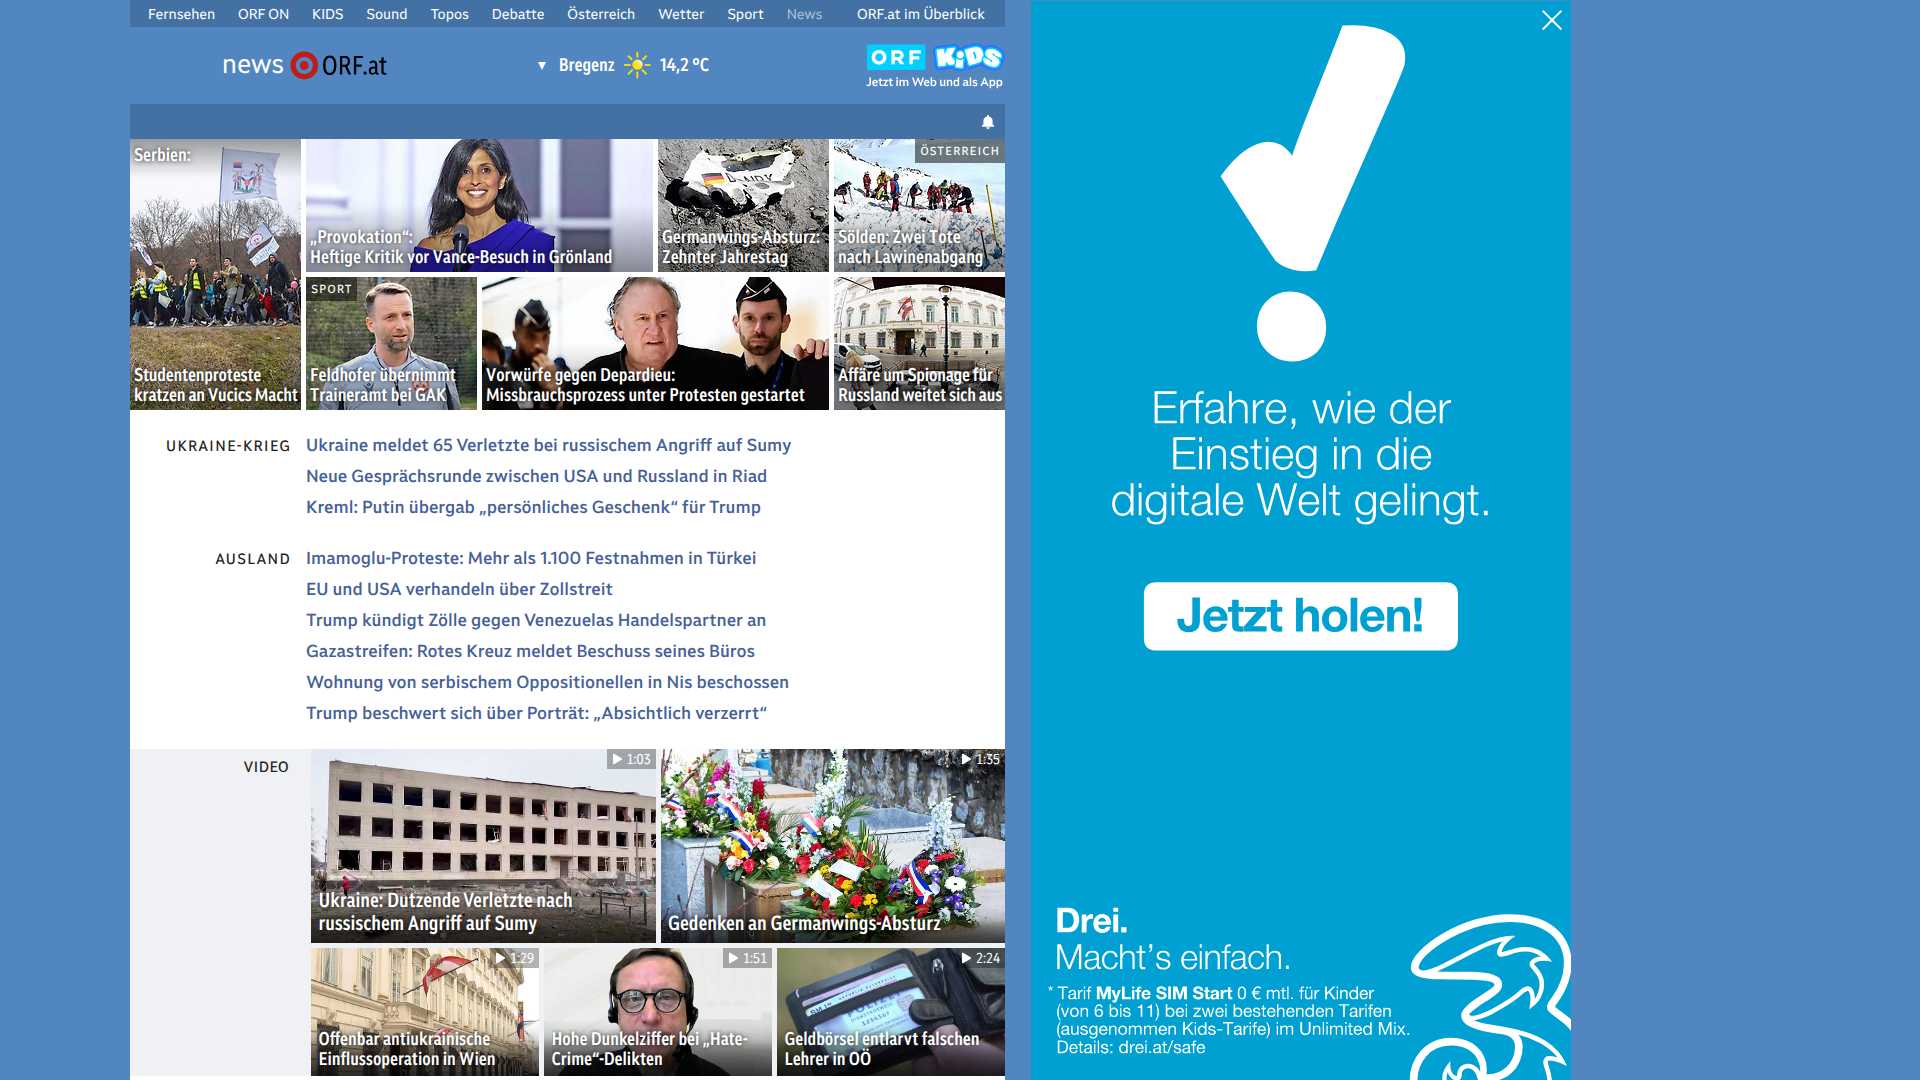 Fernsehen ORF ON KIDS Sound Topos Debatte Österreich Wetter Sport News ORF.at im Überblick
news ORF.at
Bregenz 14,2 °C
ORF KiDS
Jetzt im Web und als App
Serbien:
Studentenproteste
kratzen an Vucics Macht
„Provokation“:
Heftige Kritik vor Vance-Besuch in Grönland
Germanwings-Absturz:
Zehnter Jahrestag
ÖSTERREICH
Sölden: Zwei Tote
nach Lawinenabgang
SPORT
Feldhofer übernimmt
Traineramt bei GAK
Vorwürfe gegen Depardieu:
Missbrauchsprozess unter Protesten gestartet
Affäre um Spionage für
Russland weitet sich aus
UKRAINE-KRIEG
Ukraine meldet 65 Verletzte bei russischem Angriff auf Sumy
Neue Gesprächsrunde zwischen USA und Russland in Riad
Kreml: Putin übergab „persönliches Geschenk“ für Trump
AUSLAND
Imamoglu-Proteste: Mehr als 1.100 Festnahmen in Türkei
EU und USA verhandeln über Zollstreit
Trump kündigt Zölle gegen Venezuelas Handelspartner an
Gazastreifen: Rotes Kreuz meldet Beschuss seines Büros
Wohnung von serbischem Oppositionellen in Nis beschossen
Trump beschwert sich über Porträt: „Absichtlich verzerrt“
VIDEO
1:03
Ukraine: Dutzende Verletzte nach
russischem Angriff auf Sumy
1:35
Gedenken an Germanwings-Absturz
1:29
Offenbar antiukrainische
Einflussoperation in Wien
1:51
Hohe Dunkelziffer bei „Hate-
Crime“-Delikten
2:24
Geldbörsel entlarvt falschen
Lehrer in OÖ
Erfahre, wie der
Einstieg in die
digitale Welt gelingt.
Jetzt holen!
Drei.
Macht’s einfach.
* Tarif MyLife SIM Start 0 € mtl. für Kinder
(von 6 bis 11) bei zwei bestehenden Tarifen
(ausgenommen Kids-Tarife) im Unlimited Mix.
Details: drei.at/safe